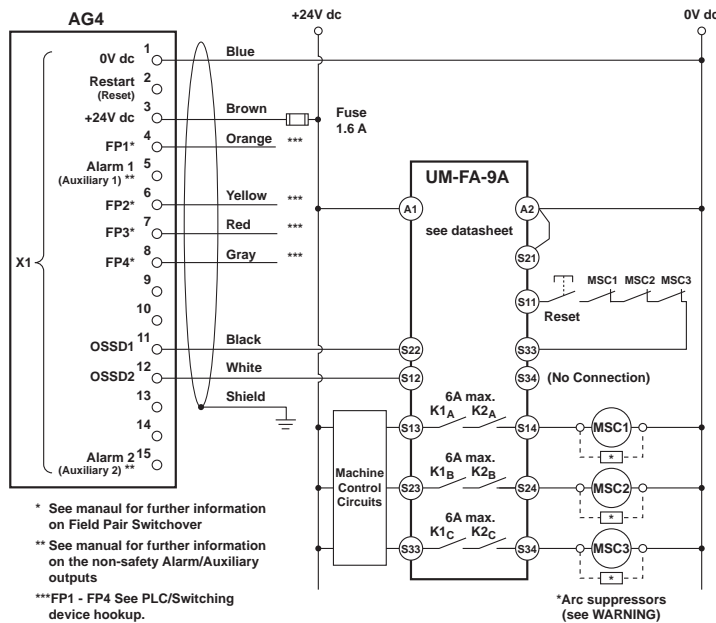 AG4
+24V dc
0V dc
0V dc 1
Blue
Restart 2
(Reset)
+24V dc 3
Brown
Fuse
1.6 A
FP1* 4
Orange ***
Alarm 1 5
(Auxiliary 1) **
FP2* 6
Yellow ***
FP3* 7
Red ***
FP4* 8
Gray ***
X1
9
10
OSSD1 11
Black
OSSD2 12
White
13
Shield
14
Alarm 2 15
(Auxiliary 2) **
UM-FA-9A
A1
A2
see datasheet
S21
S11
Reset
MSC1 MSC2 MSC3
S22
S33
S12
S34 (No Connection)
Machine
Control
Circuits
6A max.
S13 K1A K2A S14 MSC1
*
6A max.
S23 K1B K2B S24 MSC2
*
6A max.
S33 K1C K2C S34 MSC3
*
* See manaul for further information
on Field Pair Switchover
** See manual for further information
on the non-safety Alarm/Auxiliary
outputs
***FP1 - FP4 See PLC/Switching
device hookup.
*Arc suppressors
(see WARNING)